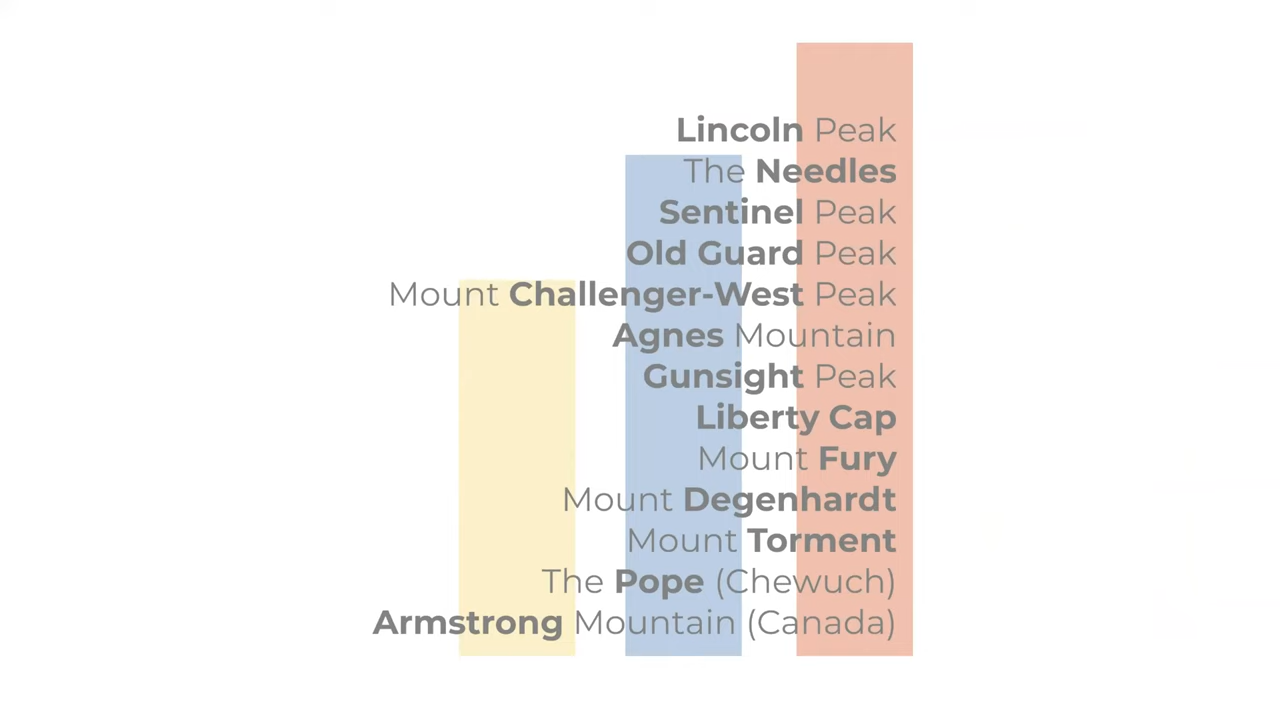 Lincoln Peak
The Needles
Sentinel Peak
Old Guard Peak
Mount Challenger-West Peak
Agnes Mountain
Gunsight Peak
Liberty Cap
Mount Fury
Mount Degenhardt
Mount Torment
The Pope (Chewuch)
Armstrong Mountain (Canada)